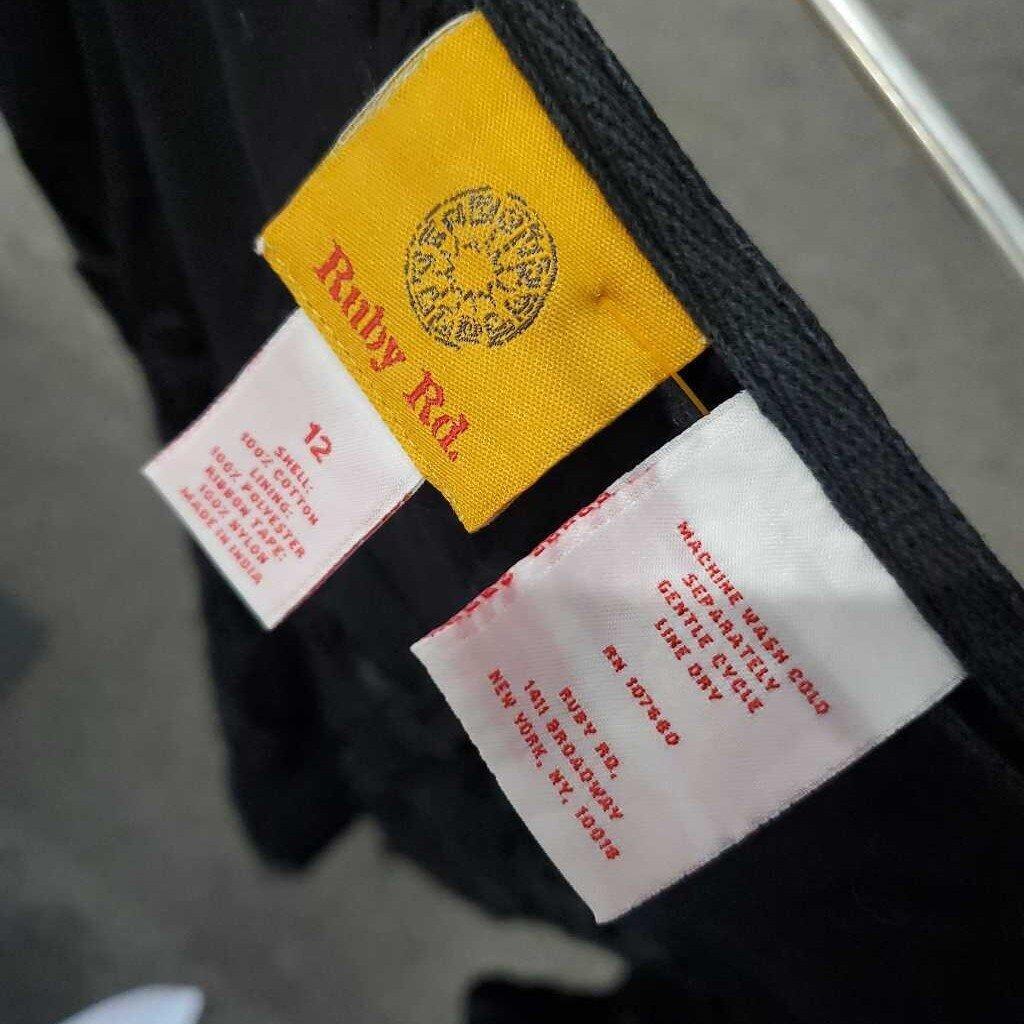 Ruby Rd.
12
SHELL:
100% COTTON
LINING:
100% POLYESTER
RIBBON TAPE:
100% NYLON
MADE IN INDIA
MACHINE WASH COLD
SEPARATELY
GENTLE CYCLE
LINE DRY
RN 107860
RUBY RD.
1411 BROADWAY
NEW YORK, NY, 10018